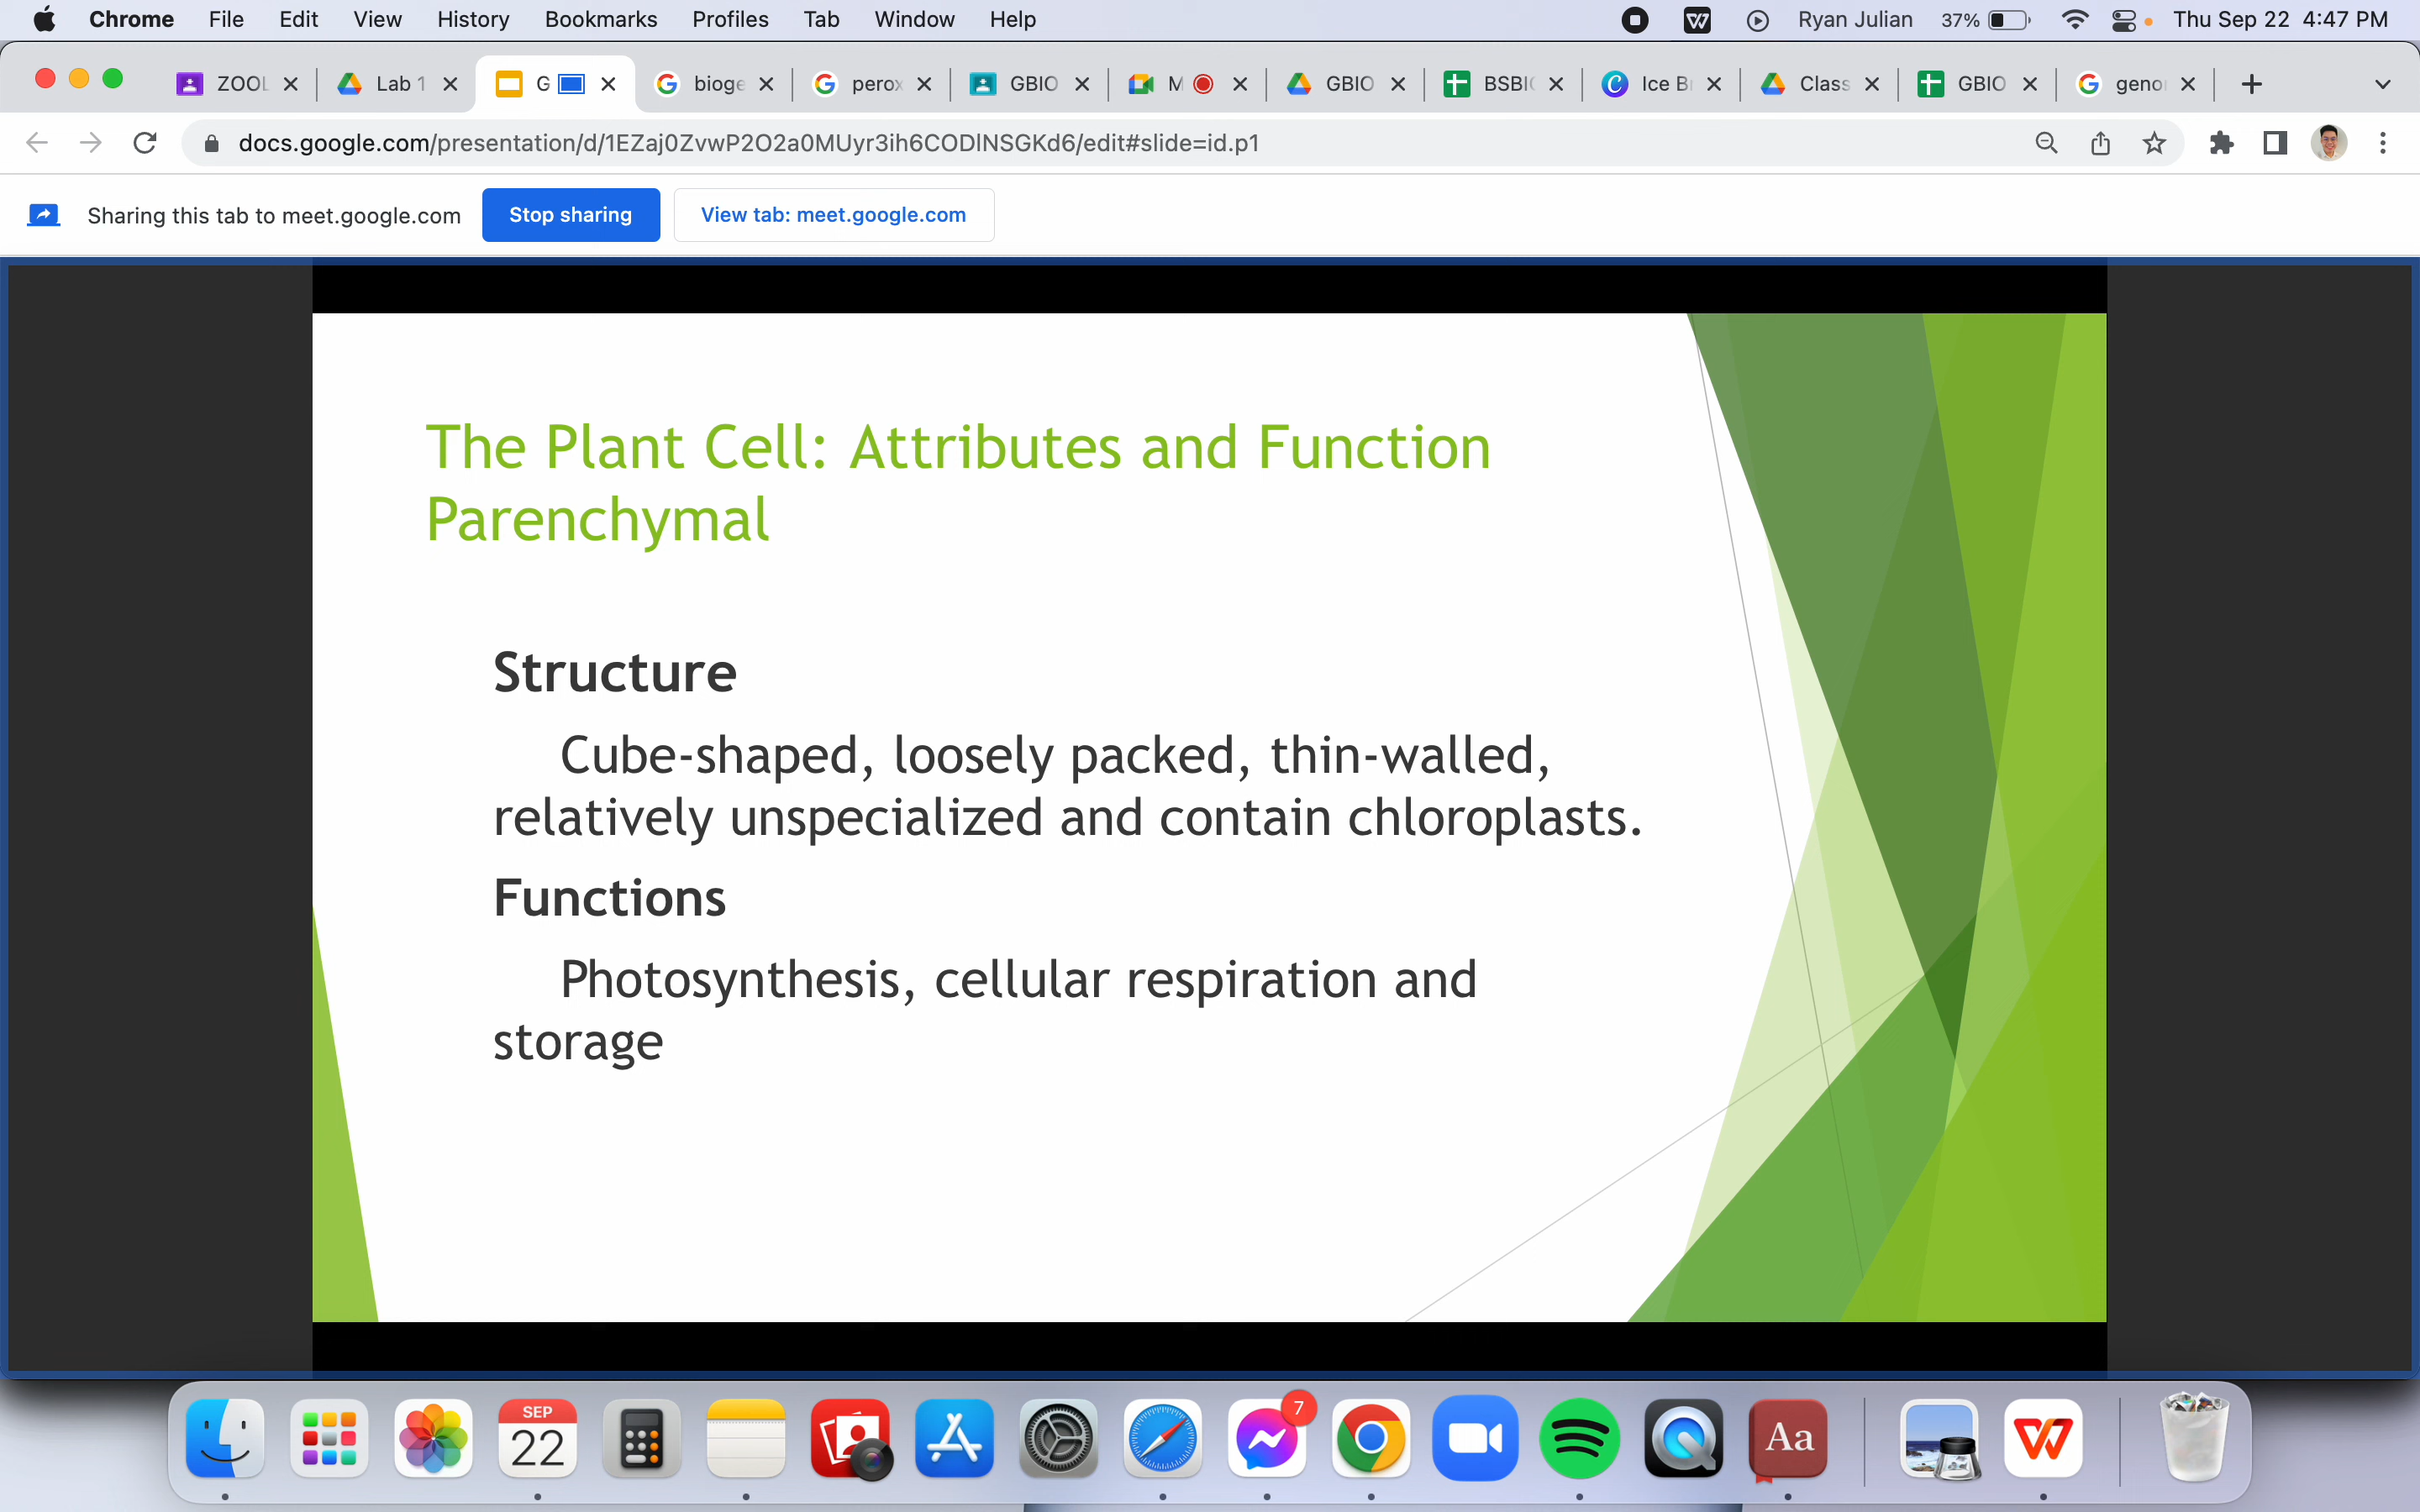 Chrome File Edit View History Bookmarks Profiles Tab Window Help Ryan Julian 37% Thu Sep 22 4:47 PM
ZOOL Lab 1 G bioge perox GBIO M GBIO BSBI Ice B Class GBIO geno
docs.google.com/presentation/d/1EZaj0ZvwP2O2a0MUyr3ih6CODlNSGKd6/edit#slide=id.p1
Sharing this tab to meet.google.com Stop sharing View tab: meet.google.com
The Plant Cell: Attributes and Function
Parenchymal
Structure
Cube-shaped, loosely packed, thin-walled,
relatively unspecialized and contain chloroplasts.
Functions
Photosynthesis, cellular respiration and
storage
SEP
22
7
Aa